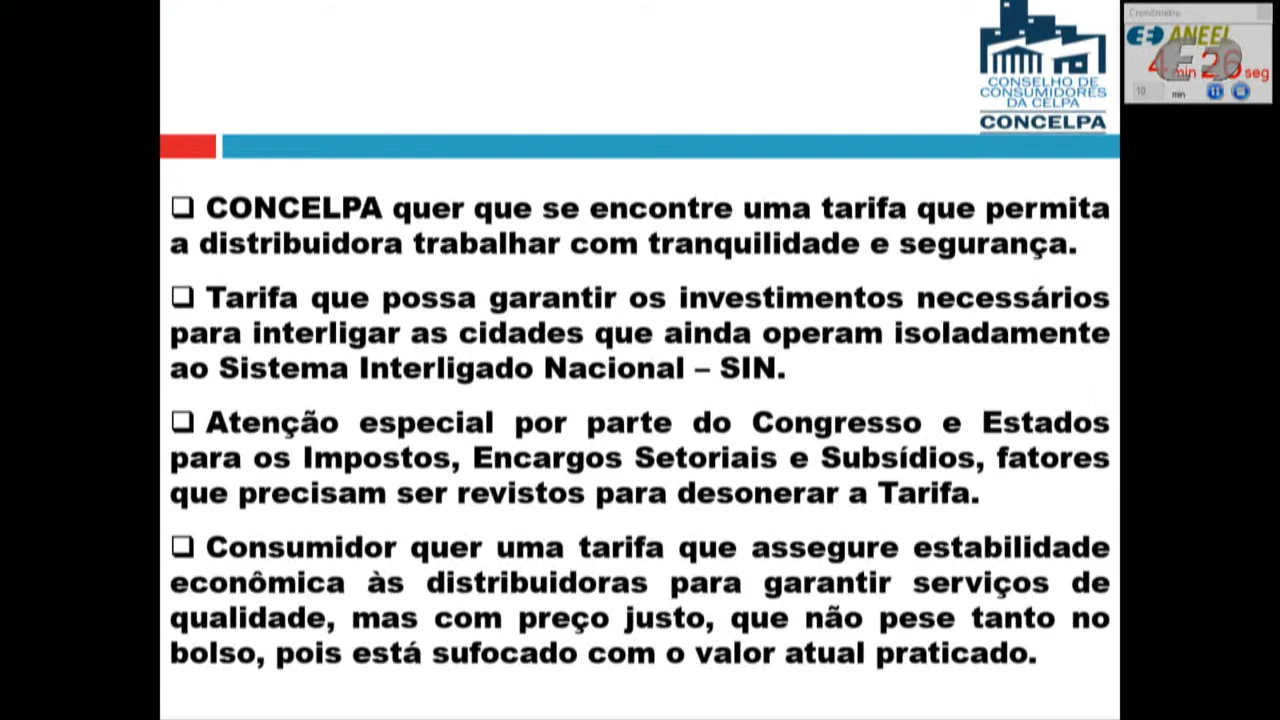 CONSELHO DE
CONSUMIDORES
DA CELPA
CONCELPA
Cronômetro
ANEEL
4 min 26 seg
10 min
❑ CONCELPA quer que se encontre uma tarifa que permita
a distribuidora trabalhar com tranquilidade e segurança.
❑ Tarifa que possa garantir os investimentos necessários
para interligar as cidades que ainda operam isoladamente
ao Sistema Interligado Nacional – SIN.
❑ Atenção especial por parte do Congresso e Estados
para os Impostos, Encargos Setoriais e Subsídios, fatores
que precisam ser revistos para desonerar a Tarifa.
❑ Consumidor quer uma tarifa que assegure estabilidade
econômica às distribuidoras para garantir serviços de
qualidade, mas com preço justo, que não pese tanto no
bolso, pois está sufocado com o valor atual praticado.